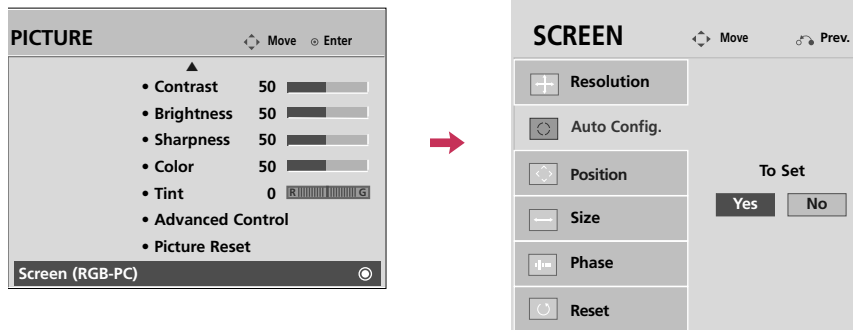 PICTURE Move Enter
• Contrast 50
• Brightness 50
• Sharpness 50
• Color 50
• Tint 0 R G
• Advanced Control
• Picture Reset
Screen (RGB-PC)
SCREEN Move Prev.
Resolution
Auto Config.
Position
Size
Phase
Reset
To Set
Yes No